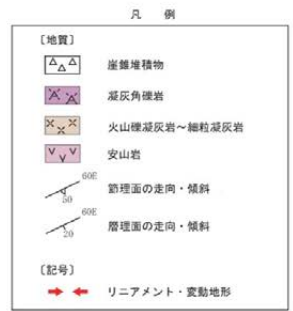 凡 例
〔地質〕
崖錐堆積物
凝灰角礫岩
火山礫凝灰岩～細粒凝灰岩
安山岩
60E
50
節理面の走向・傾斜
60E
20
層理面の走向・傾斜
〔記号〕
リニアメント・変動地形